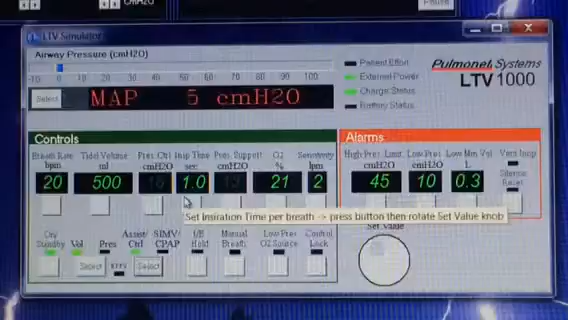 CmH2O
Pause
LTV Simulator
Airway Pressure (cmH2O)
-10 0 10 20 30 40 50 60 70 80 90 100
Patient Effort
External Power
Charge Status
Battery Status
Pulmonet Systems
LTV 1000
Select
MAP 5 cmH2O
Controls
Alarms
Breath Rate bpm
Tidal Volume ml
Pres. Ctrl cmH2O
Insp Time sec
Pres. Support cmH2O
O2 %
Sensitivity lpm
High Pres. Limit cmH2O
Low Pres cmH2O
Low Min Vol L
Vent Inop
20 500 1.0 21 2
45 10 0.3
Silence Reset
Set Insiration Time per breath -> press button then rotate Set Value knob
Set Value
On/ Standby
Vol
Pres
Assist/ Ctrl
SIMV/ CPAP
Hold
Manual Breath
Low Pres O2 Source
Control Lock
Select
Select